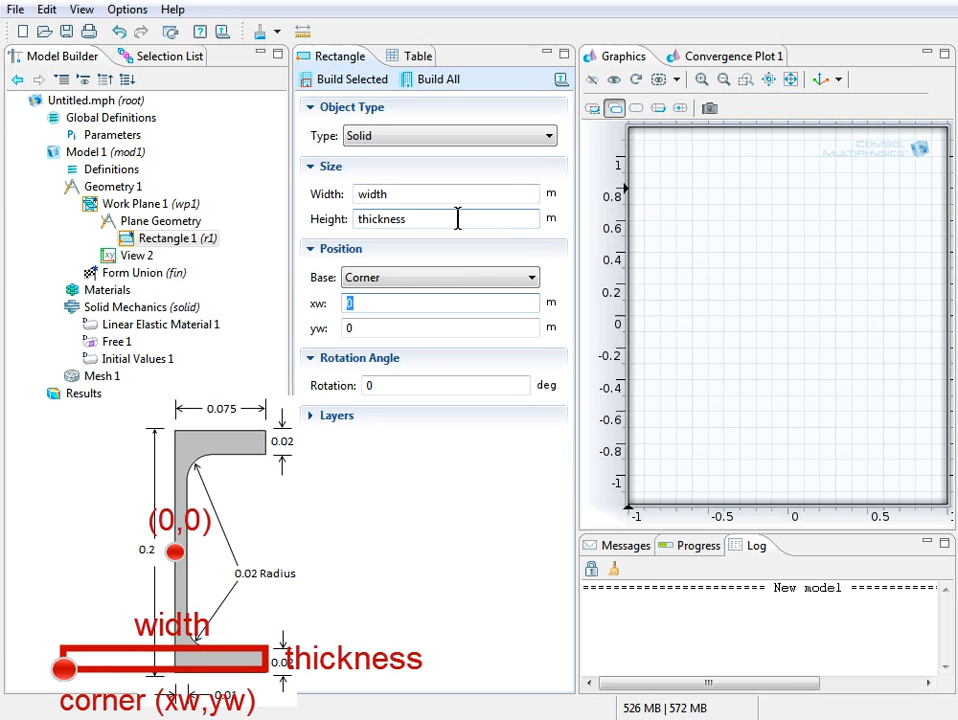 File Edit View Options Help
Model Builder Selection List
Untitled.mph (root)
Global Definitions
Parameters
Model 1 (mod1)
Definitions
Geometry 1
Work Plane 1 (wp1)
Plane Geometry
Rectangle 1 (r1)
View 2
Form Union (fin)
Materials
Solid Mechanics (solid)
Linear Elastic Material 1
Free 1
Initial Values 1
Mesh 1
Results
0.075
0.02
(0,0)
0.2
0.02 Radius
width
thickness
corner (xw,yw)
Rectangle Table
Build Selected Build All
Object Type
Type: Solid
Size
Width: width m
Height: thickness m
Position
Base: Corner
xw: 0 m
yw: 0 m
Rotation Angle
Rotation: 0 deg
Layers
Graphics Convergence Plot 1
COMSOL
MULTIPHYSICS
1
0.8
0.6
0.4
0.2
0
-0.2
-0.4
-0.6
-0.8
-1
-1 -0.5 0 0.5 1
Messages Progress Log
==================== New model ====================
526 MB | 572 MB